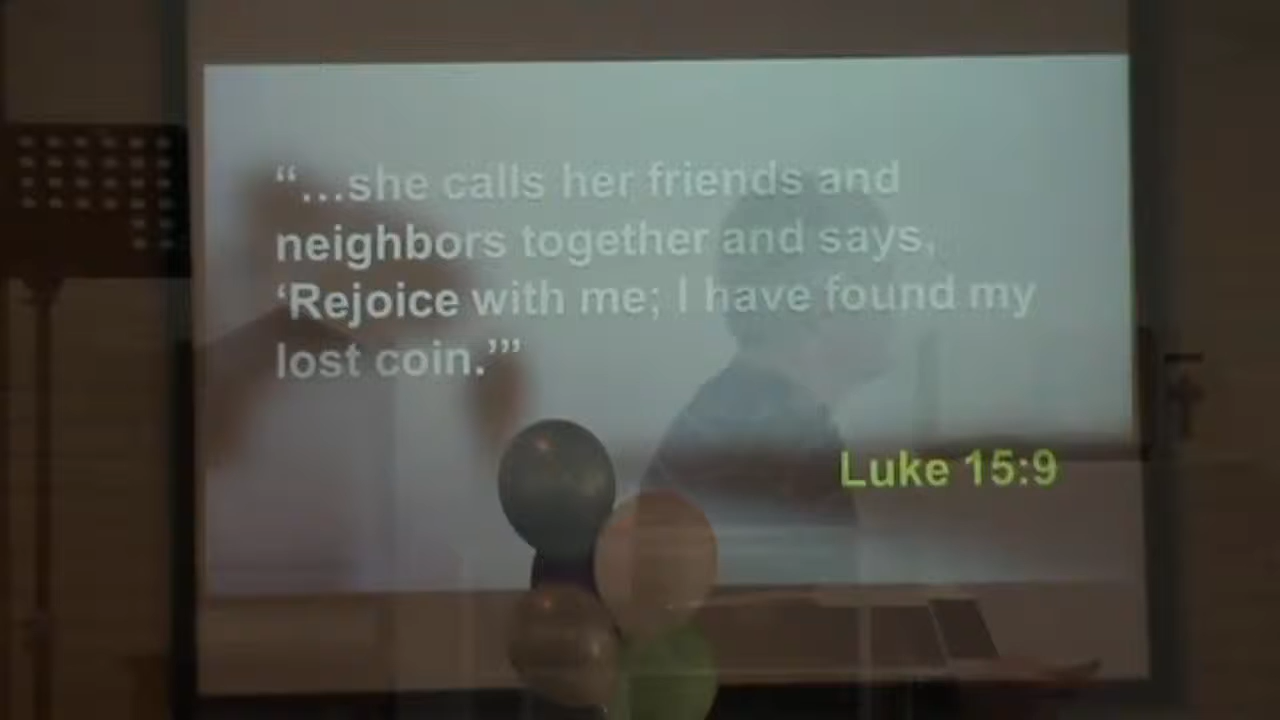 “...she calls her friends and
neighbors together and says,
‘Rejoice with me; I have found my
lost coin.’”
Luke 15:9